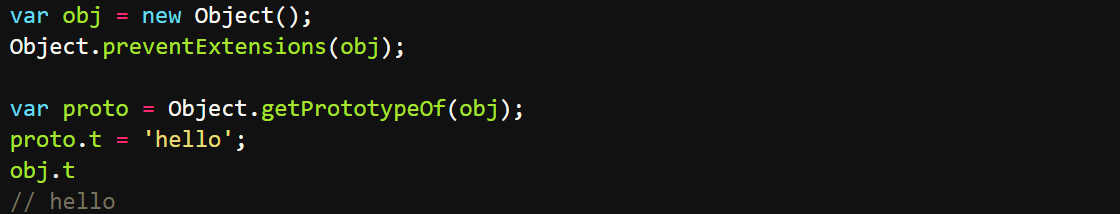 var obj = new Object();
Object.preventExtensions(obj);
var proto = Object.getPrototypeOf(obj);
proto.t = 'hello';
obj.t
// hello